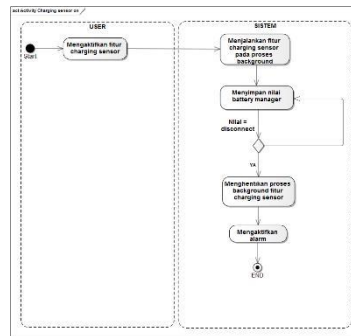 act Activity Charging sensor on
USER
SISTEM
Start
Mengaktifkan fitur
charging sensor
Menjalankan fitur
charging sensor
pada proses
background
Menyimpan nilai
battery manager
Nilai =
disconnect
YA
Menghentikan proses
background fitur
charging sensor
Mengaktifkan
alarm
END